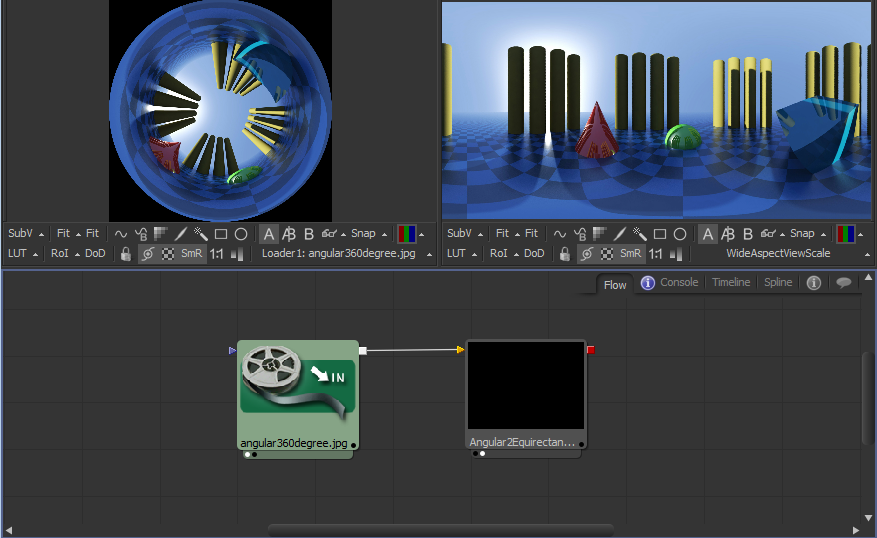 SubV Fit Fit A A/B B Snap
LUT RoI DoD SmR 1:1 Loader1: angular360degree.jpg
SubV Fit Fit A A/B B Snap
LUT RoI DoD SmR 1:1 WideAspectViewScale
Flow Console Timeline Spline
IN
angular360degree.jpg
Angular2Equirectan...